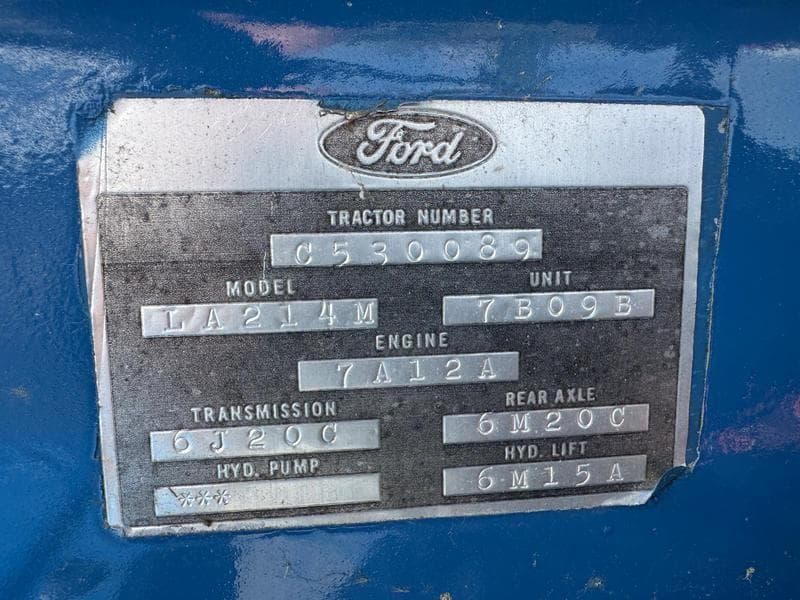 Ford
TRACTOR NUMBER
C530089
MODEL UNIT
LA214M 7B09B
ENGINE
7A12A
TRANSMISSION REAR AXLE
6J20C 6M20C
HYD. PUMP HYD. LIFT
*** 6M15A